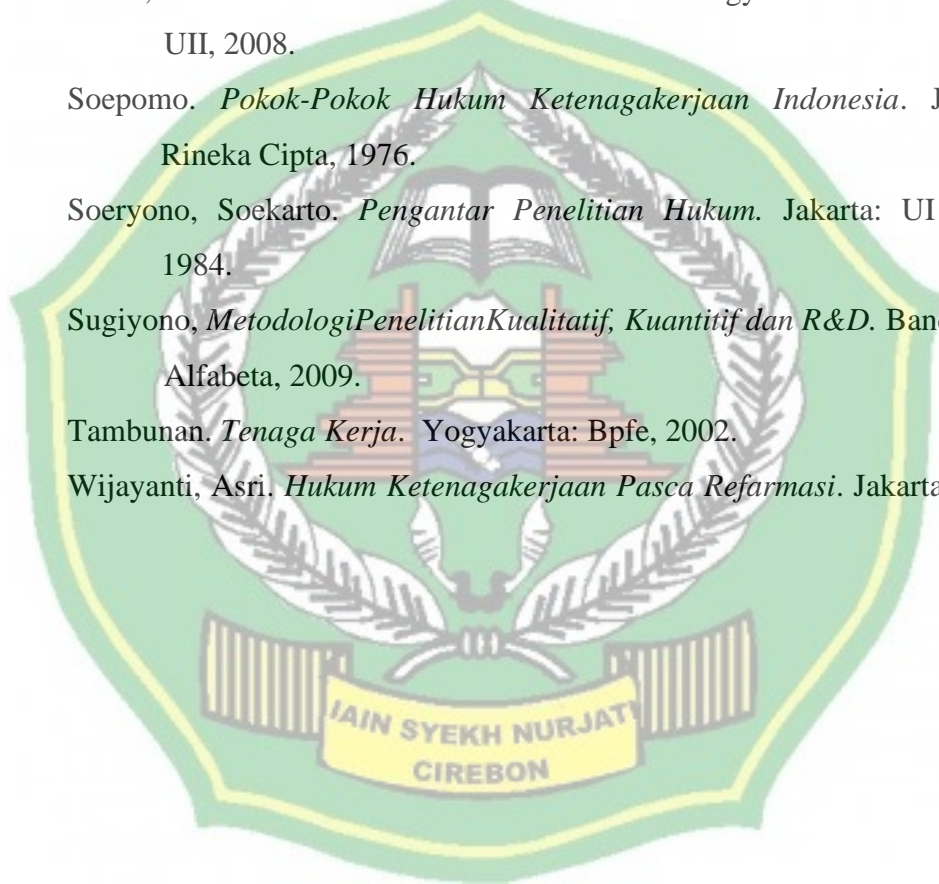 UII, 2008.
Soepomo. Pokok-Pokok Hukum Ketenagakerjaan Indonesia. J
Rineka Cipta, 1976.
Soeryono, Soekarto. Pengantar Penelitian Hukum. Jakarta: UI
1984.
Sugiyono, MetodologiPenelitianKualitatif, Kuantitif dan R&D. Ban
Alfabeta, 2009.
Tambunan. Tenaga Kerja. Yogyakarta: Bpfe, 2002.
Wijayanti, Asri. Hukum Ketenagakerjaan Pasca Refarmasi. Jakarta
IAIN SYEKH NURJATI
CIREBON